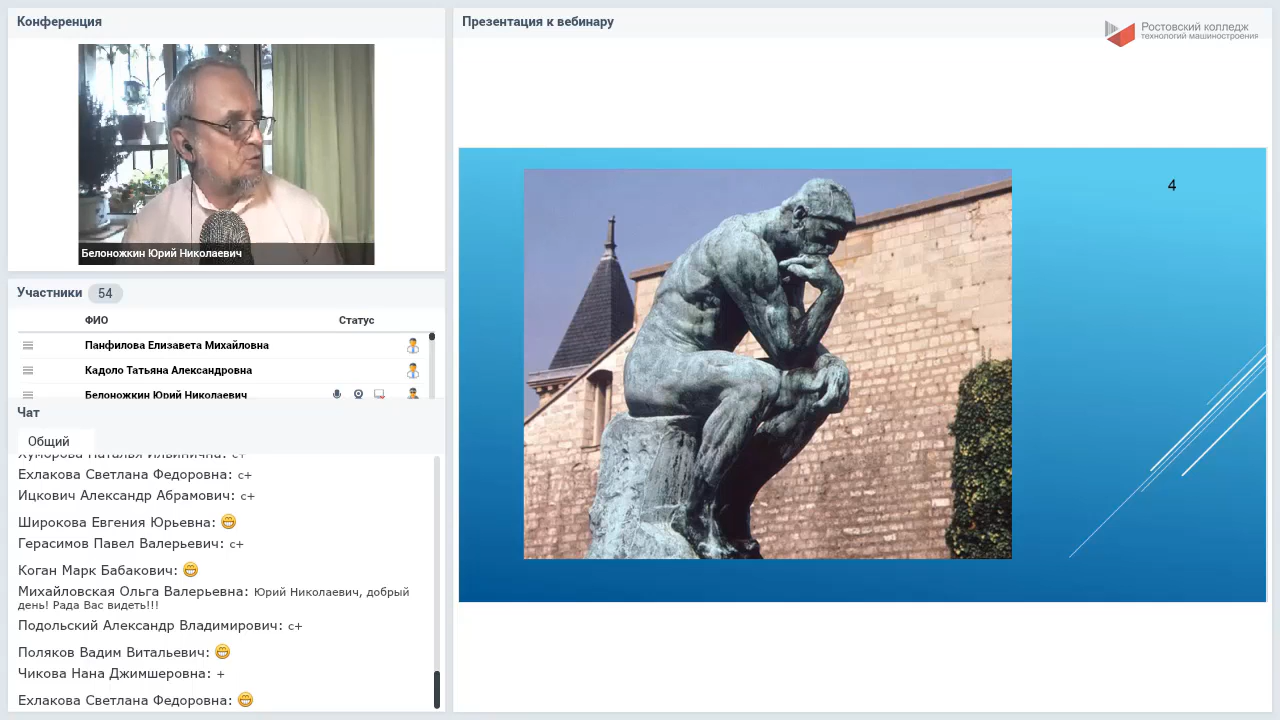 Конференция
Белоножкин Юрий Николаевич
Участники 54
ФИО Статус
Панфилова Елизавета Михайловна
Кадоло Татьяна Александровна
Белоножкин Юрий Николаевич
Чат
Общий
Хуморова Наталья Ильинична: с+
Ехлакова Светлана Федоровна: с+
Ицкович Александр Абрамович: с+
Широкова Евгения Юрьевна:
Герасимов Павел Валерьевич: с+
Коган Марк Бабакович:
Михайловская Ольга Валерьевна: Юрий Николаевич, добрый
день! Рада Вас видеть!!!
Подольский Александр Владимирович: с+
Поляков Вадим Витальевич:
Чикова Нана Джимшеровна: +
Ехлакова Светлана Федоровна:
Презентация к вебинару
Ростовский колледж
технологий машиностроения
4